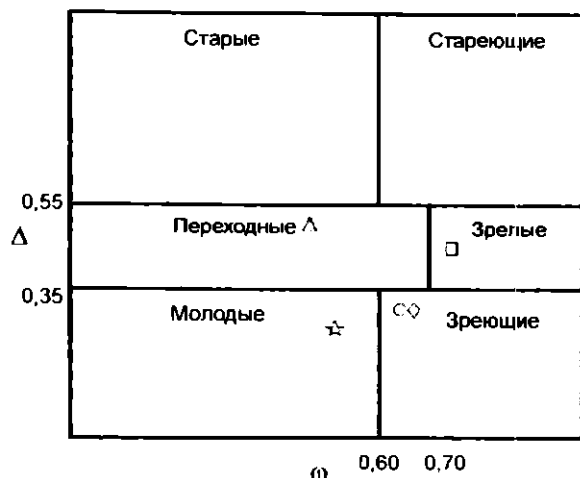 Старые Стареющие
0,55
Δ
Переходные Зрелые
0,35
Молодые Зреющие
0,60 0,70
ω